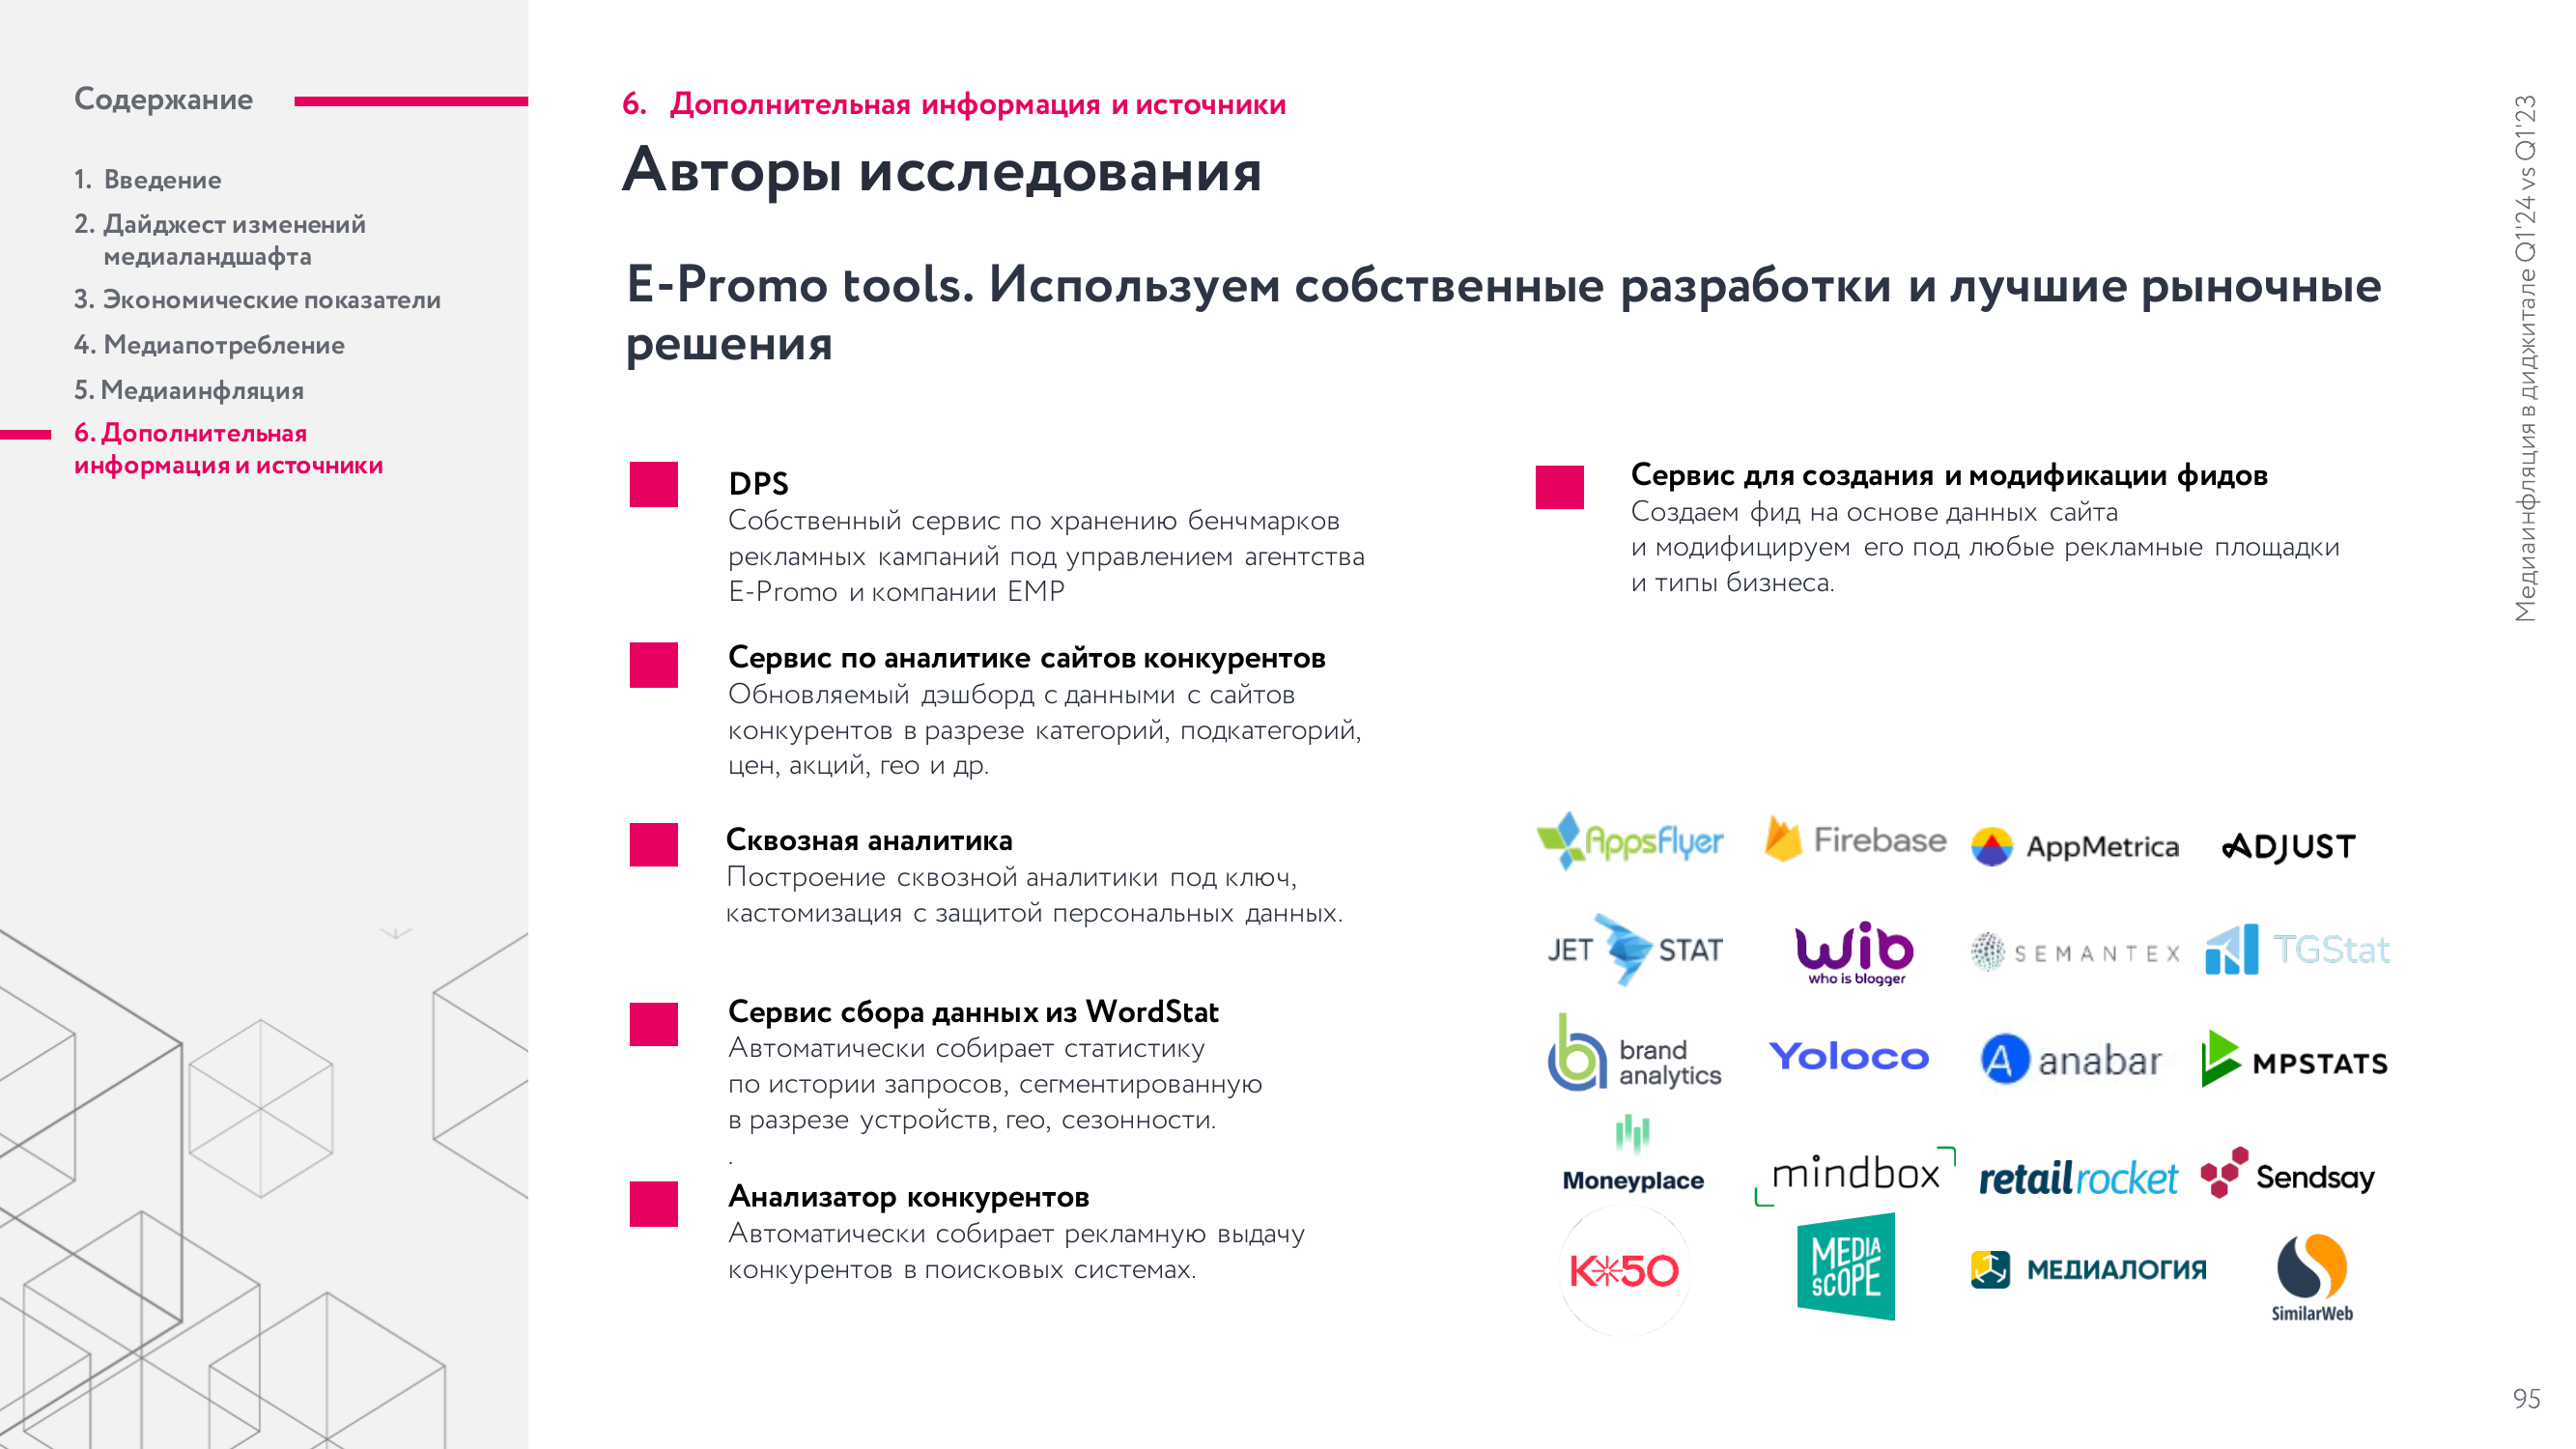 Содержание
1. Введение
2. Дайджест изменений
медиаландшафта
3. Экономические показатели
4. Медиапотребление
5. Медиаинфляция
6. Дополнительная
информация и источники
6. Дополнительная информация и источники
Авторы исследования
E-Promo tools. Используем собственные разработки и лучшие рыночные
решения
DPS
Собственный сервис по хранению бенчмарков
рекламных кампаний под управлением агентства
E-Promo и компании EMP
Сервис по аналитике сайтов конкурентов
Обновляемый дэшборд с данными с сайтов
конкурентов в разрезе категорий, подкатегорий,
цен, акций, гео и др.
Сквозная аналитика
Построение сквозной аналитики под ключ,
кастомизация с защитой персональных данных.
Сервис сбора данных из WordStat
Автоматически собирает статистику
по истории запросов, сегментированную
в разрезе устройств, гео, сезонности.
.
Анализатор конкурентов
Автоматически собирает рекламную выдачу
конкурентов в поисковых системах.
Сервис для создания и модификации фидов
Создаем фид на основе данных сайта
и модифицируем его под любые рекламные площадки
и типы бизнеса.
AppsFlyer
Firebase
AppMetrica
ADJUST
JET STAT
wib
who is blogger
SEMANTEX
TGStat
brand
analytics
Yoloco
anabar
MPSTATS
Moneyplace
mindbox
retailrocket
Sendsay
K50
MEDIA
SCOPE
МЕДИАЛОГИЯ
SimilarWeb
Медиаинфляция в диджитале Q1'24 vs Q1'23
95